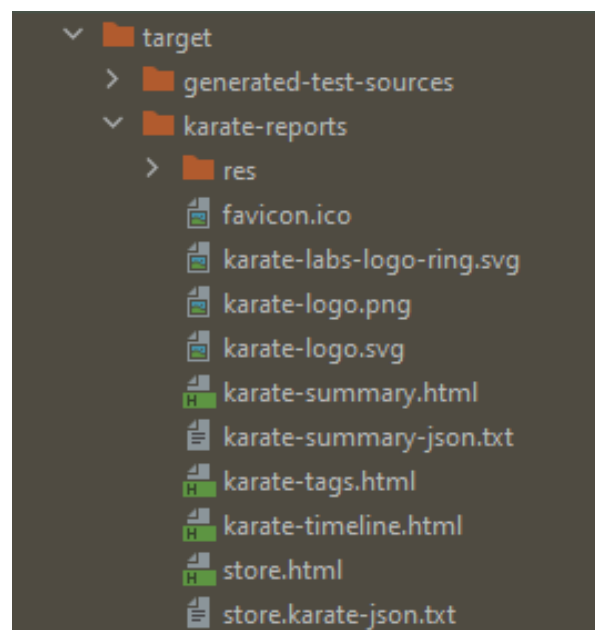 target
generated-test-sources
karate-reports
res
favicon.ico
karate-labs-logo-ring.svg
karate-logo.png
karate-logo.svg
karate-summary.html
karate-summary-json.txt
karate-tags.html
karate-timeline.html
store.html
store.karate-json.txt